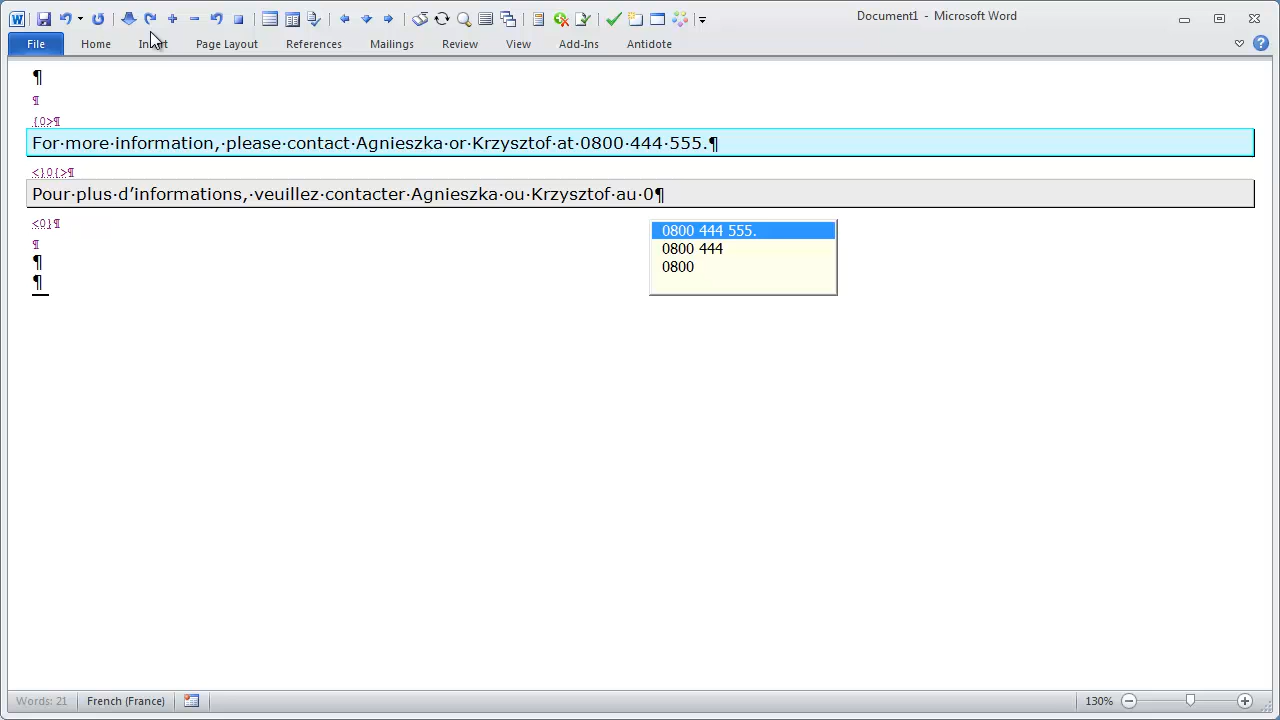 Document1 - Microsoft Word
File Home Insert Page Layout References Mailings Review View Add-Ins Antidote
¶
¶
{0>¶
For·more·information,·please·contact·Agnieszka·or·Krzysztof·at·0800·444·555.¶
<}0{>¶
Pour·plus·d’informations,·veuillez·contacter·Agnieszka·ou·Krzysztof·au·0¶
<0}¶
¶
¶
¶
0800 444 555.
0800 444
0800
Words: 21 French (France) 130%